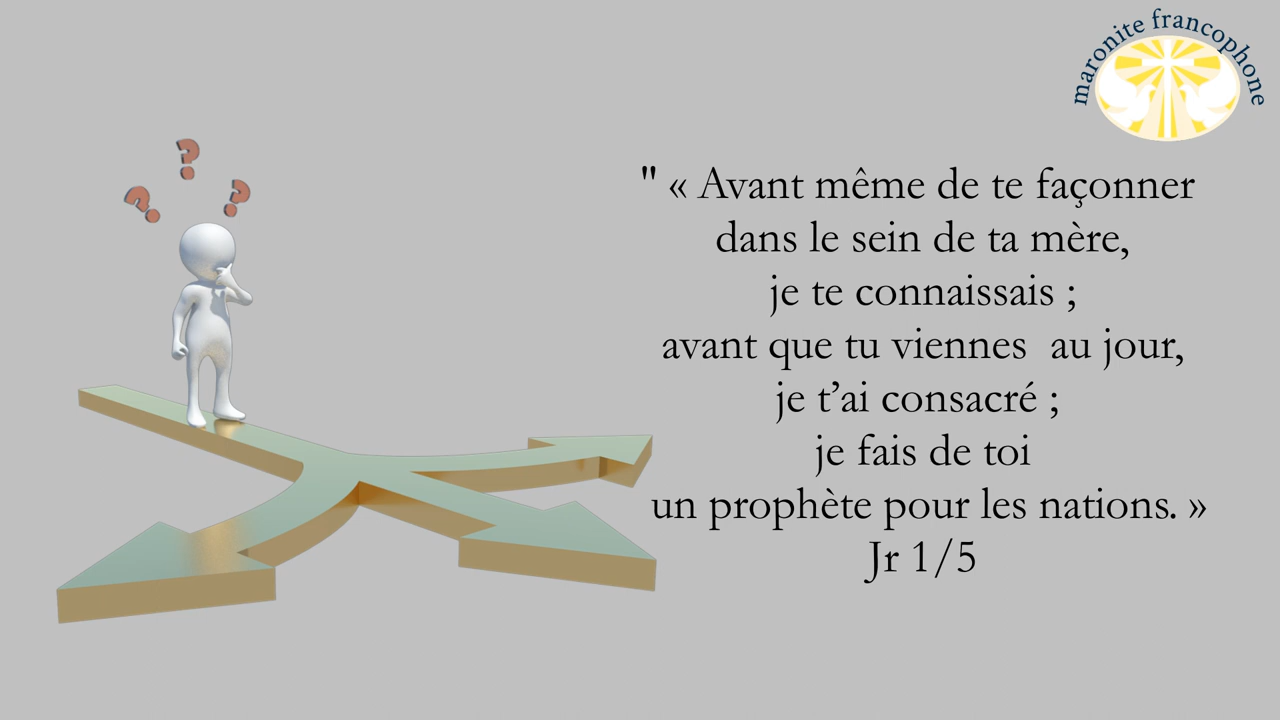 maronite francophone
" « Avant même de te façonner
dans le sein de ta mère,
je te connaissais ;
avant que tu viennes  au jour,
je t’ai consacré ;
je fais de toi
un prophète pour les nations. »
Jr 1/5
? ? ?